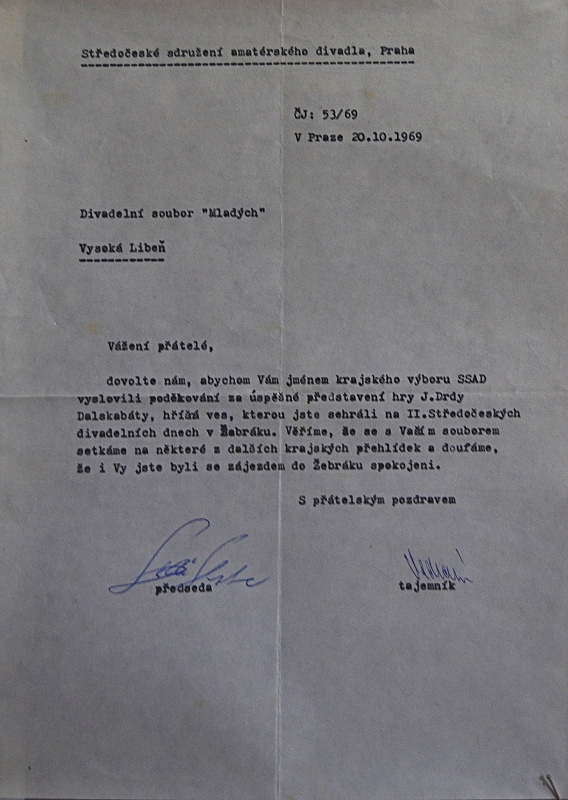 Středočeské sdružení amatérského divadla, Praha
ČJ: 53/69
V Praze 20.10.1969
Divadelní soubor "Mladých"
Vysoká Libeň
Vážení přátelé,
dovolte nám, abychom Vám jménem krajského výboru SSAD
vyslovili poděkování za úspěšné představení hry J.Drdy
Dalskabáty, hříšná ves, kterou jste sehráli na II.Středočeských
divadelních dnech v Žebráku. Věříme, že se s Vaším souborem
setkáme na některé z dalších krajských přehlídek a doufáme,
že i Vy jste byli se zájezdem do Žebráku spokojeni.
S přátelským pozdravem
předseda
tajemník